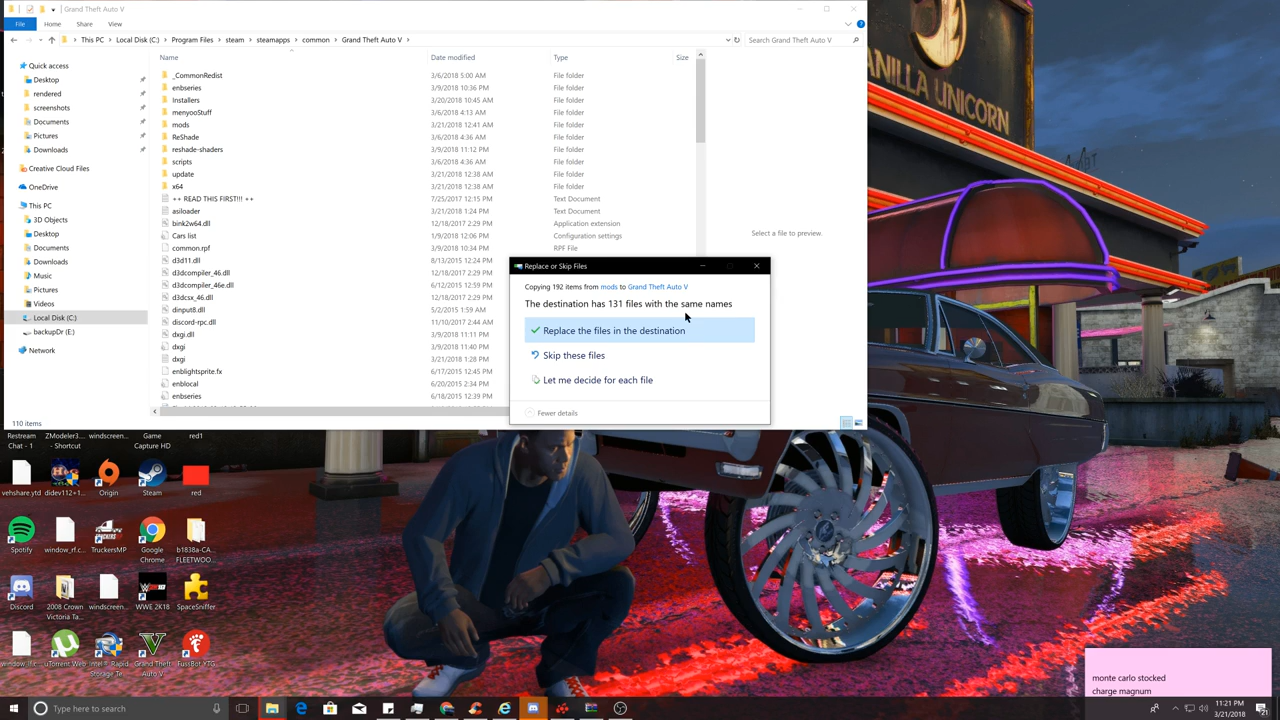 Grand Theft Auto V
File Home Share View
This PC > Local Disk (C:) > Program Files > steam > steamapps > common > Grand Theft Auto V >
Search Grand Theft Auto V
Quick access
Desktop
rendered
screenshots
Documents
Pictures
Downloads
Creative Cloud Files
OneDrive
This PC
3D Objects
Desktop
Documents
Downloads
Music
Pictures
Videos
Local Disk (C:)
backupDr (E:)
Network
Name Date modified Type Size
_CommonRedist 3/6/2018 5:00 AM File folder
enbseries 3/9/2018 10:36 PM File folder
Installers 3/20/2018 10:45 AM File folder
menyooStuff 3/6/2018 4:13 AM File folder
mods 3/21/2018 12:41 AM File folder
ReShade 3/6/2018 4:36 AM File folder
reshade-shaders 3/9/2018 11:12 PM File folder
scripts 3/6/2018 4:36 AM File folder
update 3/21/2018 12:38 AM File folder
x64 3/21/2018 12:38 AM File folder
++ READ THIS FIRST!!! ++ 7/25/2017 12:15 PM Text Document
asiloader 3/21/2018 1:24 PM Text Document
bink2w64.dll 12/18/2017 2:29 PM Application extension
Cars list 1/9/2018 12:06 PM Configuration settings
common.rpf 3/9/2018 10:34 PM RPF File
d3d11.dll 8/13/2015 12:54 PM
d3dcompiler_46.dll 12/18/2017 2:29 PM
d3dcompiler_46e.dll 6/12/2015 12:59 PM
d3dcsx_46.dll 12/18/2017 2:29 PM
dinput8.dll 5/2/2015 1:59 AM
discord-rpc.dll 11/10/2017 2:44 PM
dxgi.dll 3/9/2018 11:11 PM
dxgi 3/9/2018 11:40 PM
dxgi 3/21/2018 1:28 PM
enblightsprite.fx 6/17/2015 12:45 PM
enblocal 6/20/2015 2:34 PM
enbseries 6/18/2015 12:39 PM
110 items
Select a file to preview.
Replace or Skip Files
Copying 192 items from mods to Grand Theft Auto V
The destination has 131 files with the same names
Replace the files in the destination
Skip these files
Let me decide for each file
Fewer details
VANILLA UNICORN
Restream Chat - 1
ZModeler3.... - Shortcut
windscreen...
Game Capture HD
red1
vehshare.ytd
didev112+1...
Origin
Steam
red
Spotify
window_rf.c...
TruckersMP
Google Chrome
b1838a-CA... FLEETWOO...
Discord
2008 Crown Victoria Ta...
windscreen...
WWE 2K18
SpaceSniffer
window_lf.c...
uTorrent Web
Intel® Rapid Storage Te...
Grand Theft Auto V
FussBot YTG
monte carlo stocked
charge magnum
Type here to search
11:21 PM
3/21/2018